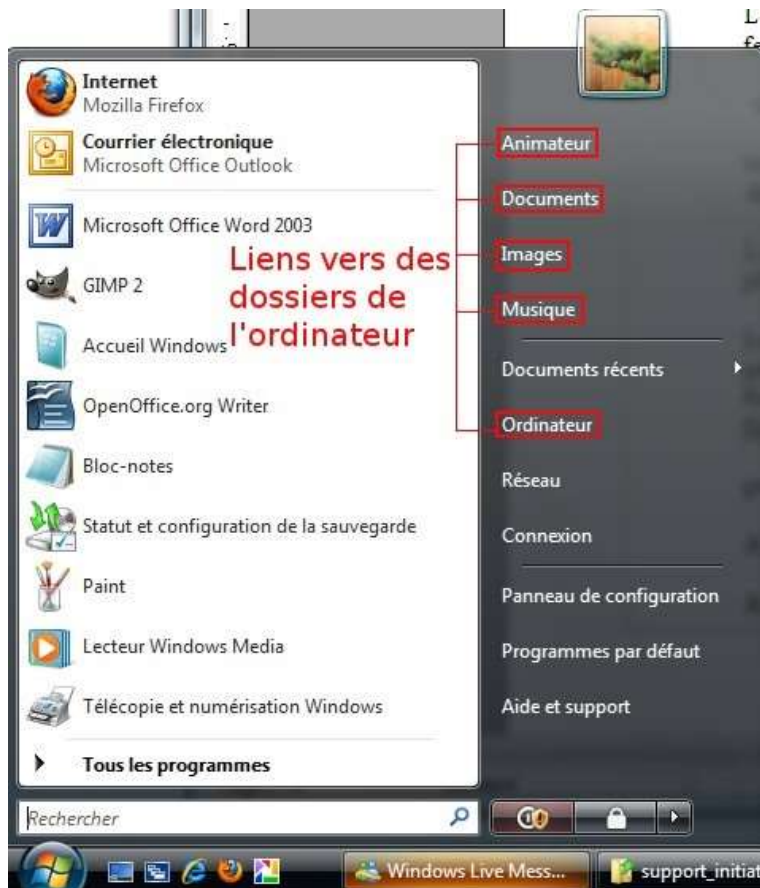 Internet
Mozilla Firefox
Courrier électronique
Microsoft Office Outlook
Microsoft Office Word 2003
GIMP 2
Accueil Windows
OpenOffice.org Writer
Bloc-notes
Statut et configuration de la sauvegarde
Paint
Lecteur Windows Media
Télécopie et numérisation Windows
Tous les programmes
Rechercher
Liens vers des
dossiers de
l'ordinateur
Animateur
Documents
Images
Musique
Documents récents
Ordinateur
Réseau
Connexion
Panneau de configuration
Programmes par défaut
Aide et support
Windows Live Mess...
support_initiat